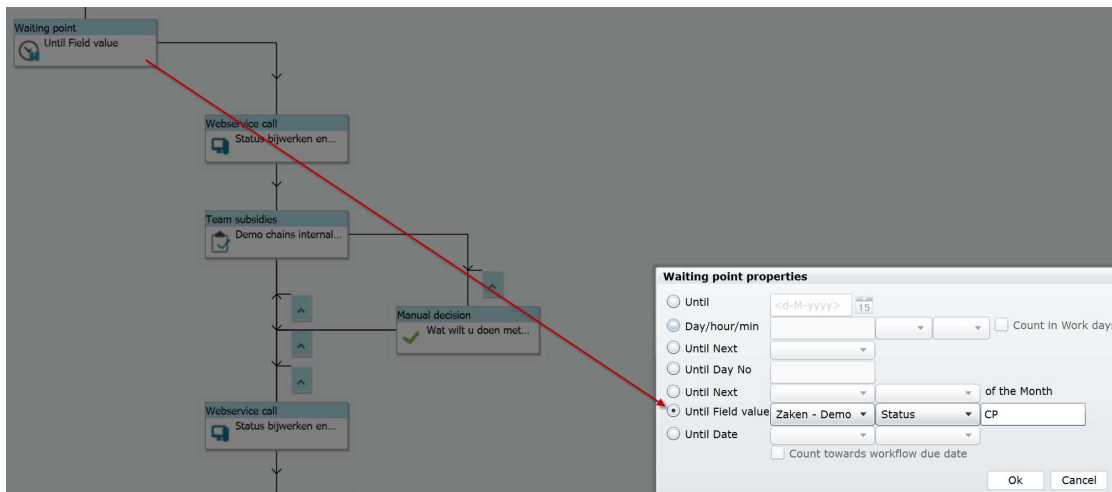 Waiting point
Until Field value
Webservice call
Status bijwerken en...
Team subsidies
Demo chains internal...
Manual decision
Wat wilt u doen met...
Webservice call
Status bijwerken en...
Waiting point properties
Until <d-M-yyyy> 15
Day/hour/min Count in Work days
Until Next
Until Day No
Until Next of the Month
Until Field value Zaken - Demo Status CP
Until Date
Count towards workflow due date
Ok Cancel